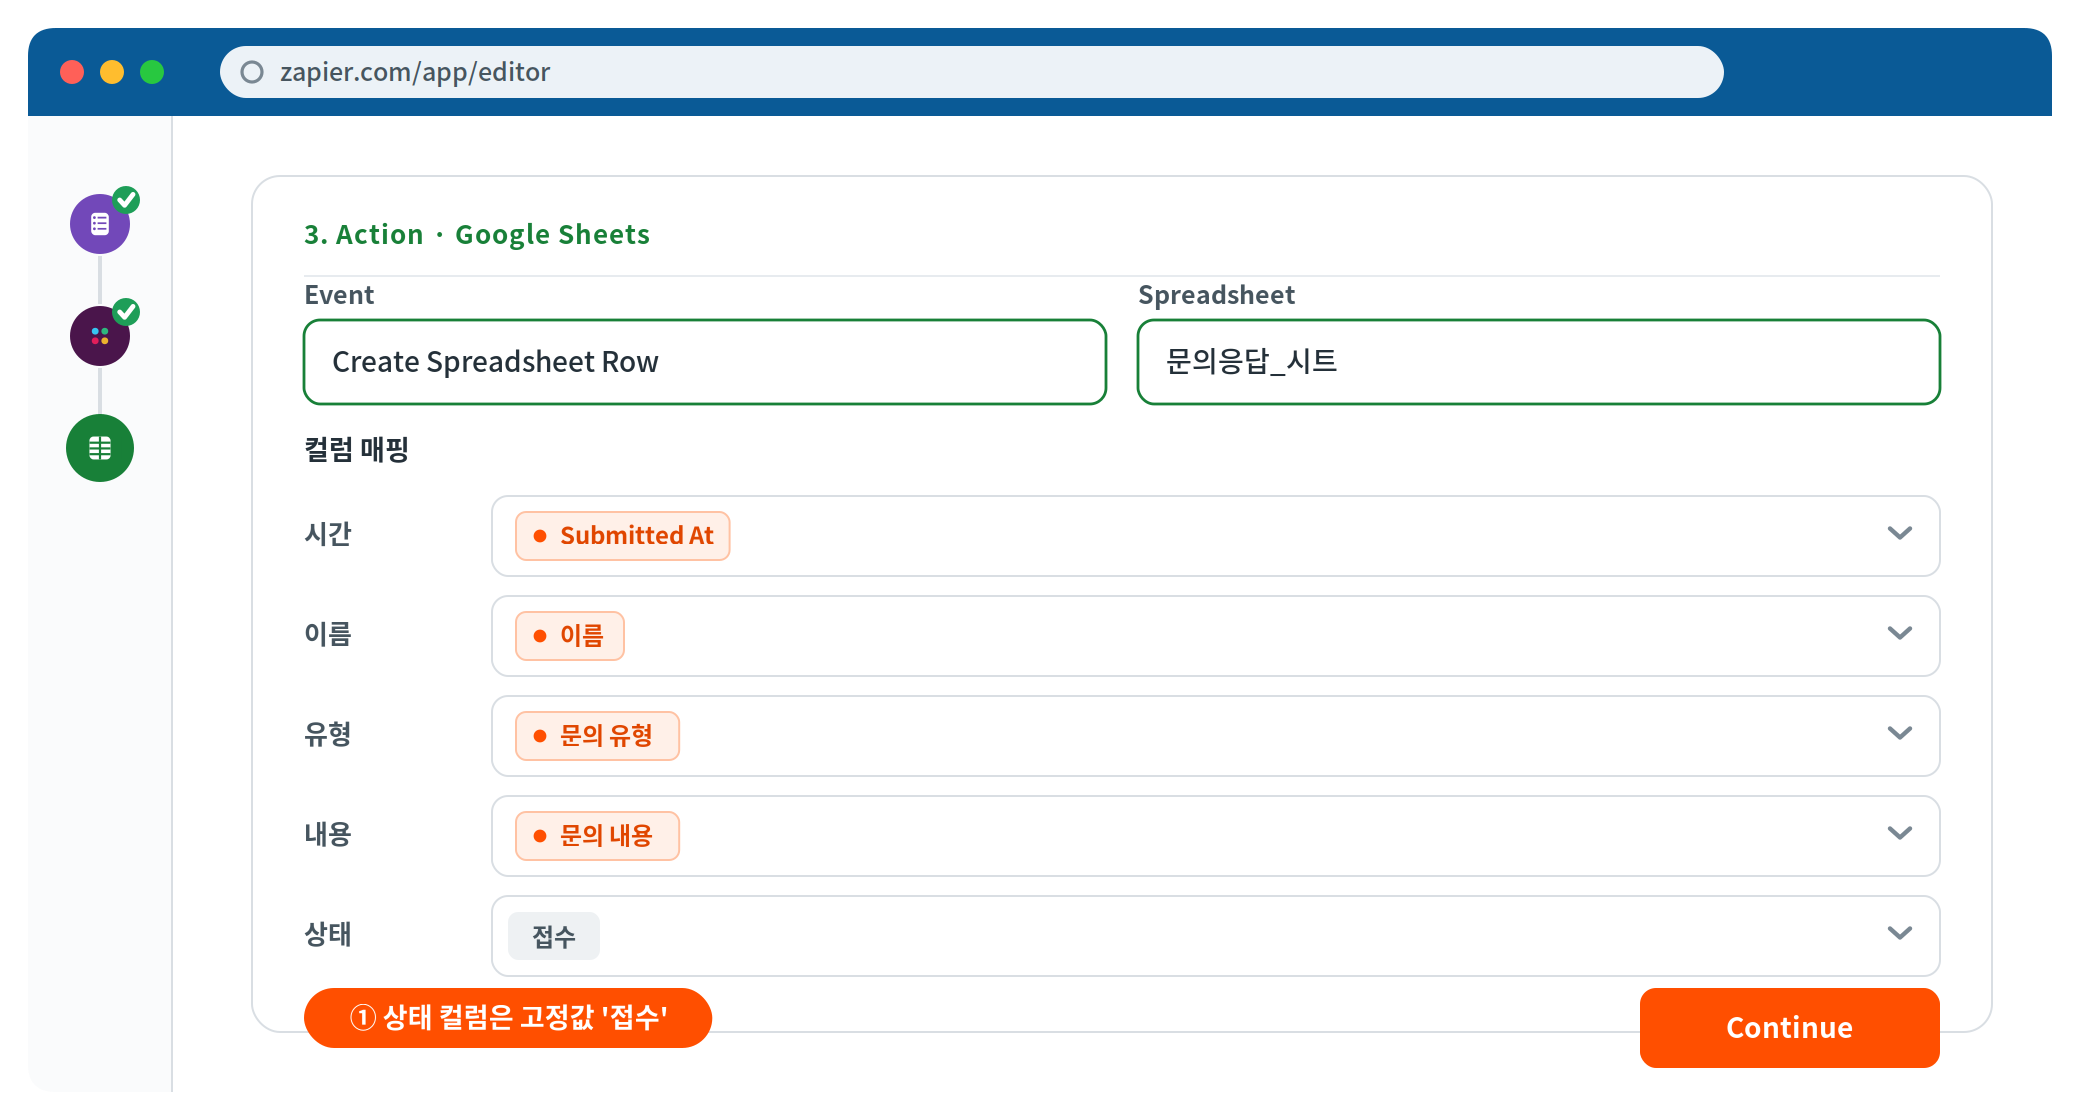 zapier.com/app/editor
3. Action · Google Sheets
Event
Spreadsheet
Create Spreadsheet Row
문의응답_시트
컬럼 매핑
시간
Submitted At
이름
이름
유형
문의 유형
내용
문의 내용
상태
접수
① 상태 컬럼은 고정값 '접수'
Continue